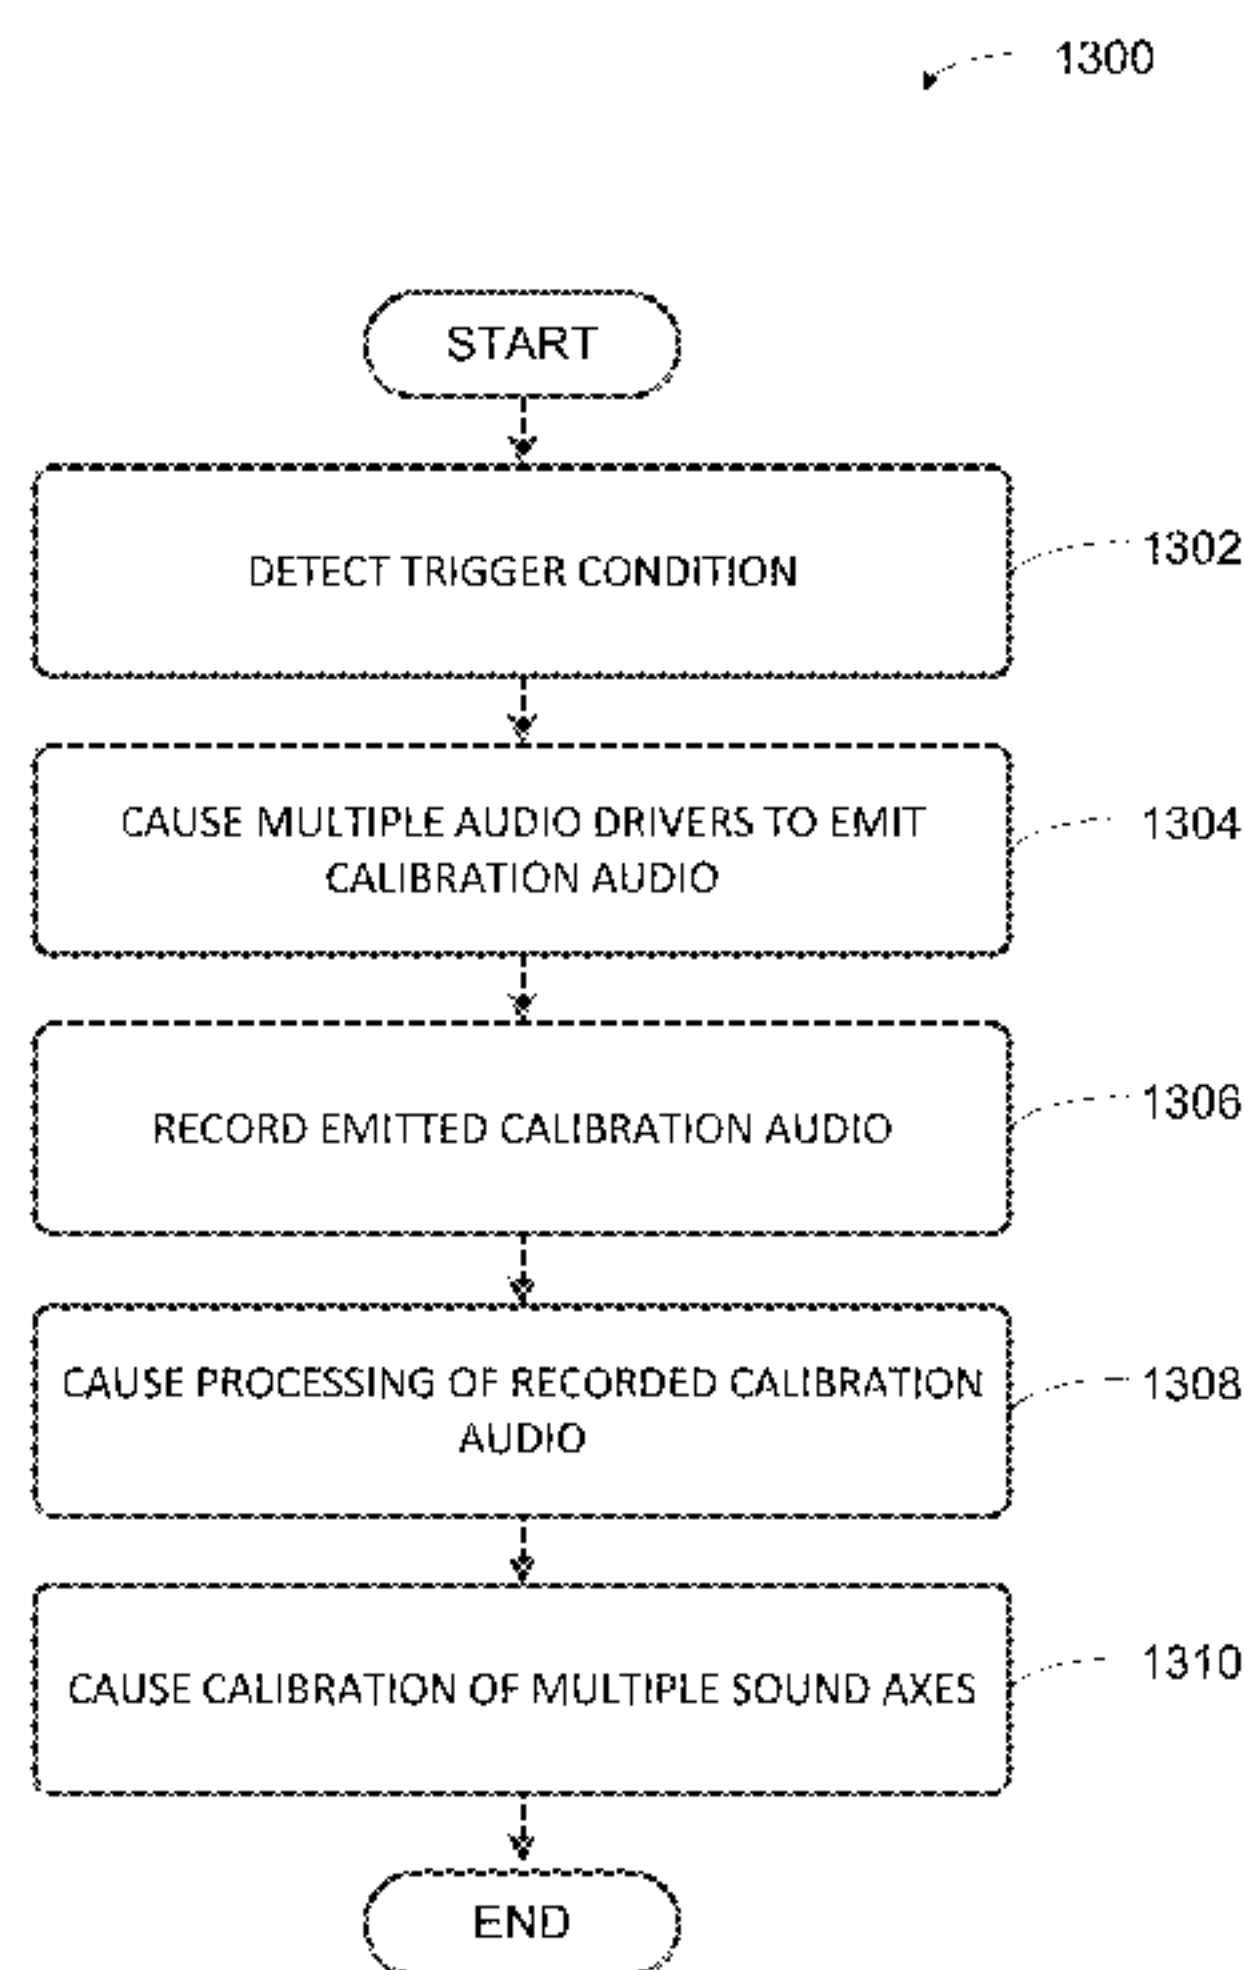 1300
START
DETECT TRIGGER CONDITION
1302
CAUSE MULTIPLE AUDIO DRIVERS TO EMIT
CALIBRATION AUDIO
1304
RECORD EMITTED CALIBRATION AUDIO
1306
CAUSE PROCESSING OF RECORDED CALIBRATION
AUDIO
1308
CAUSE CALIBRATION OF MULTIPLE SOUND AXES
1310
END